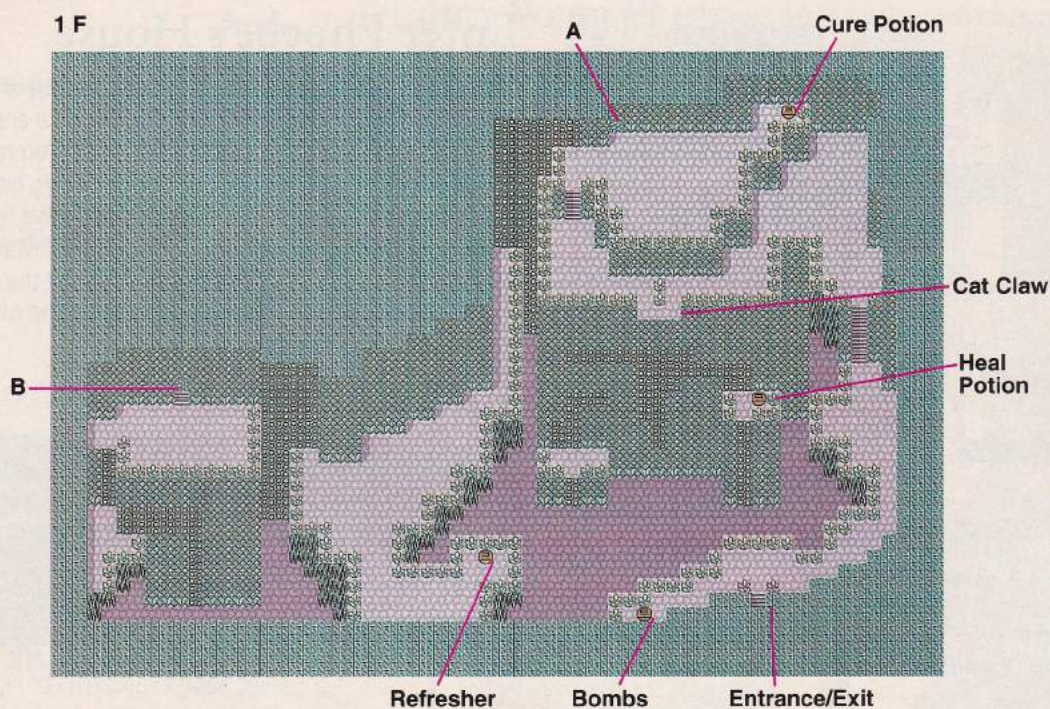 1 F
A
Cure Potion
Cat Claw
B
Heal
Potion
Refresher
Bombs
Entrance/Exit